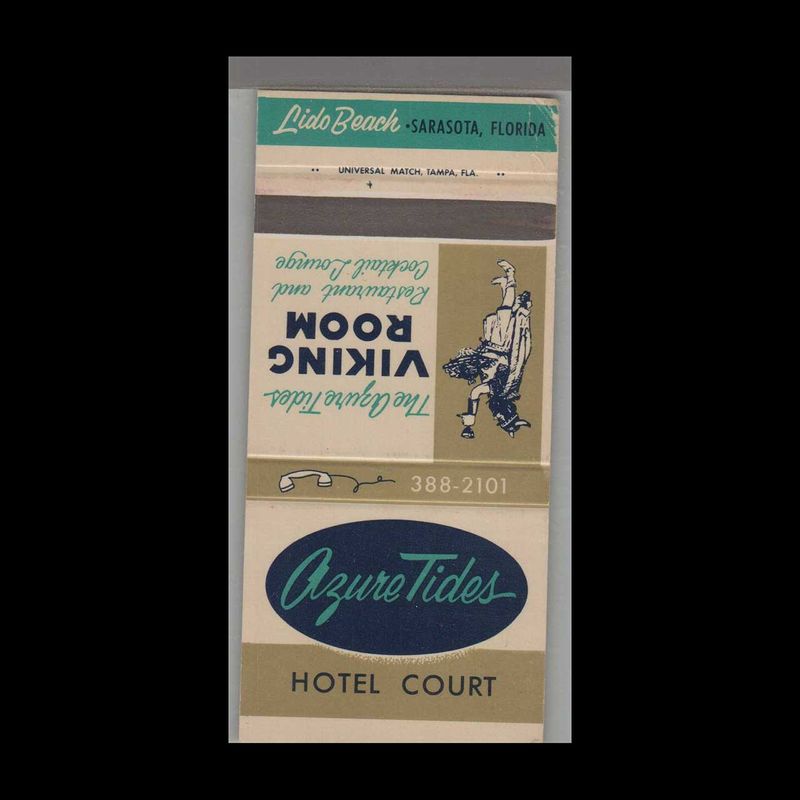 Lido Beach • SARASOTA, FLORIDA
UNIVERSAL MATCH, TAMPA, FLA.
The Azure Tides
VIKING
ROOM
Restaurant and
Cocktail Lounge
388-2101
Azure Tides
HOTEL COURT